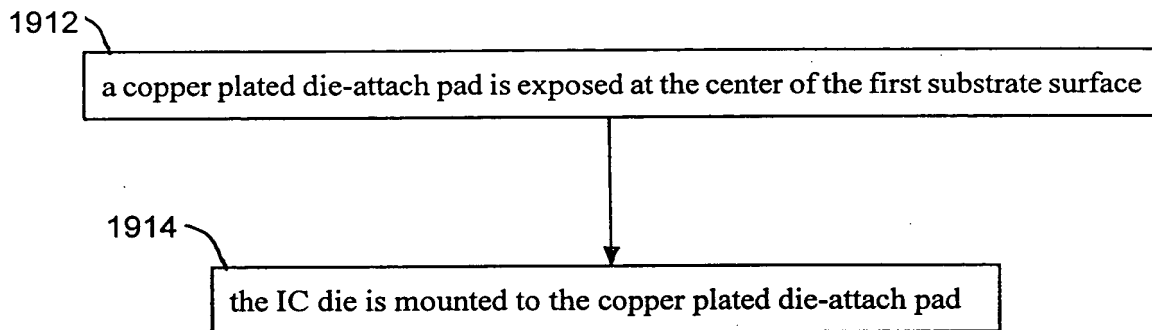 1912
a copper plated die-attach pad is exposed at the center of the first substrate surface
1914
the IC die is mounted to the copper plated die-attach pad